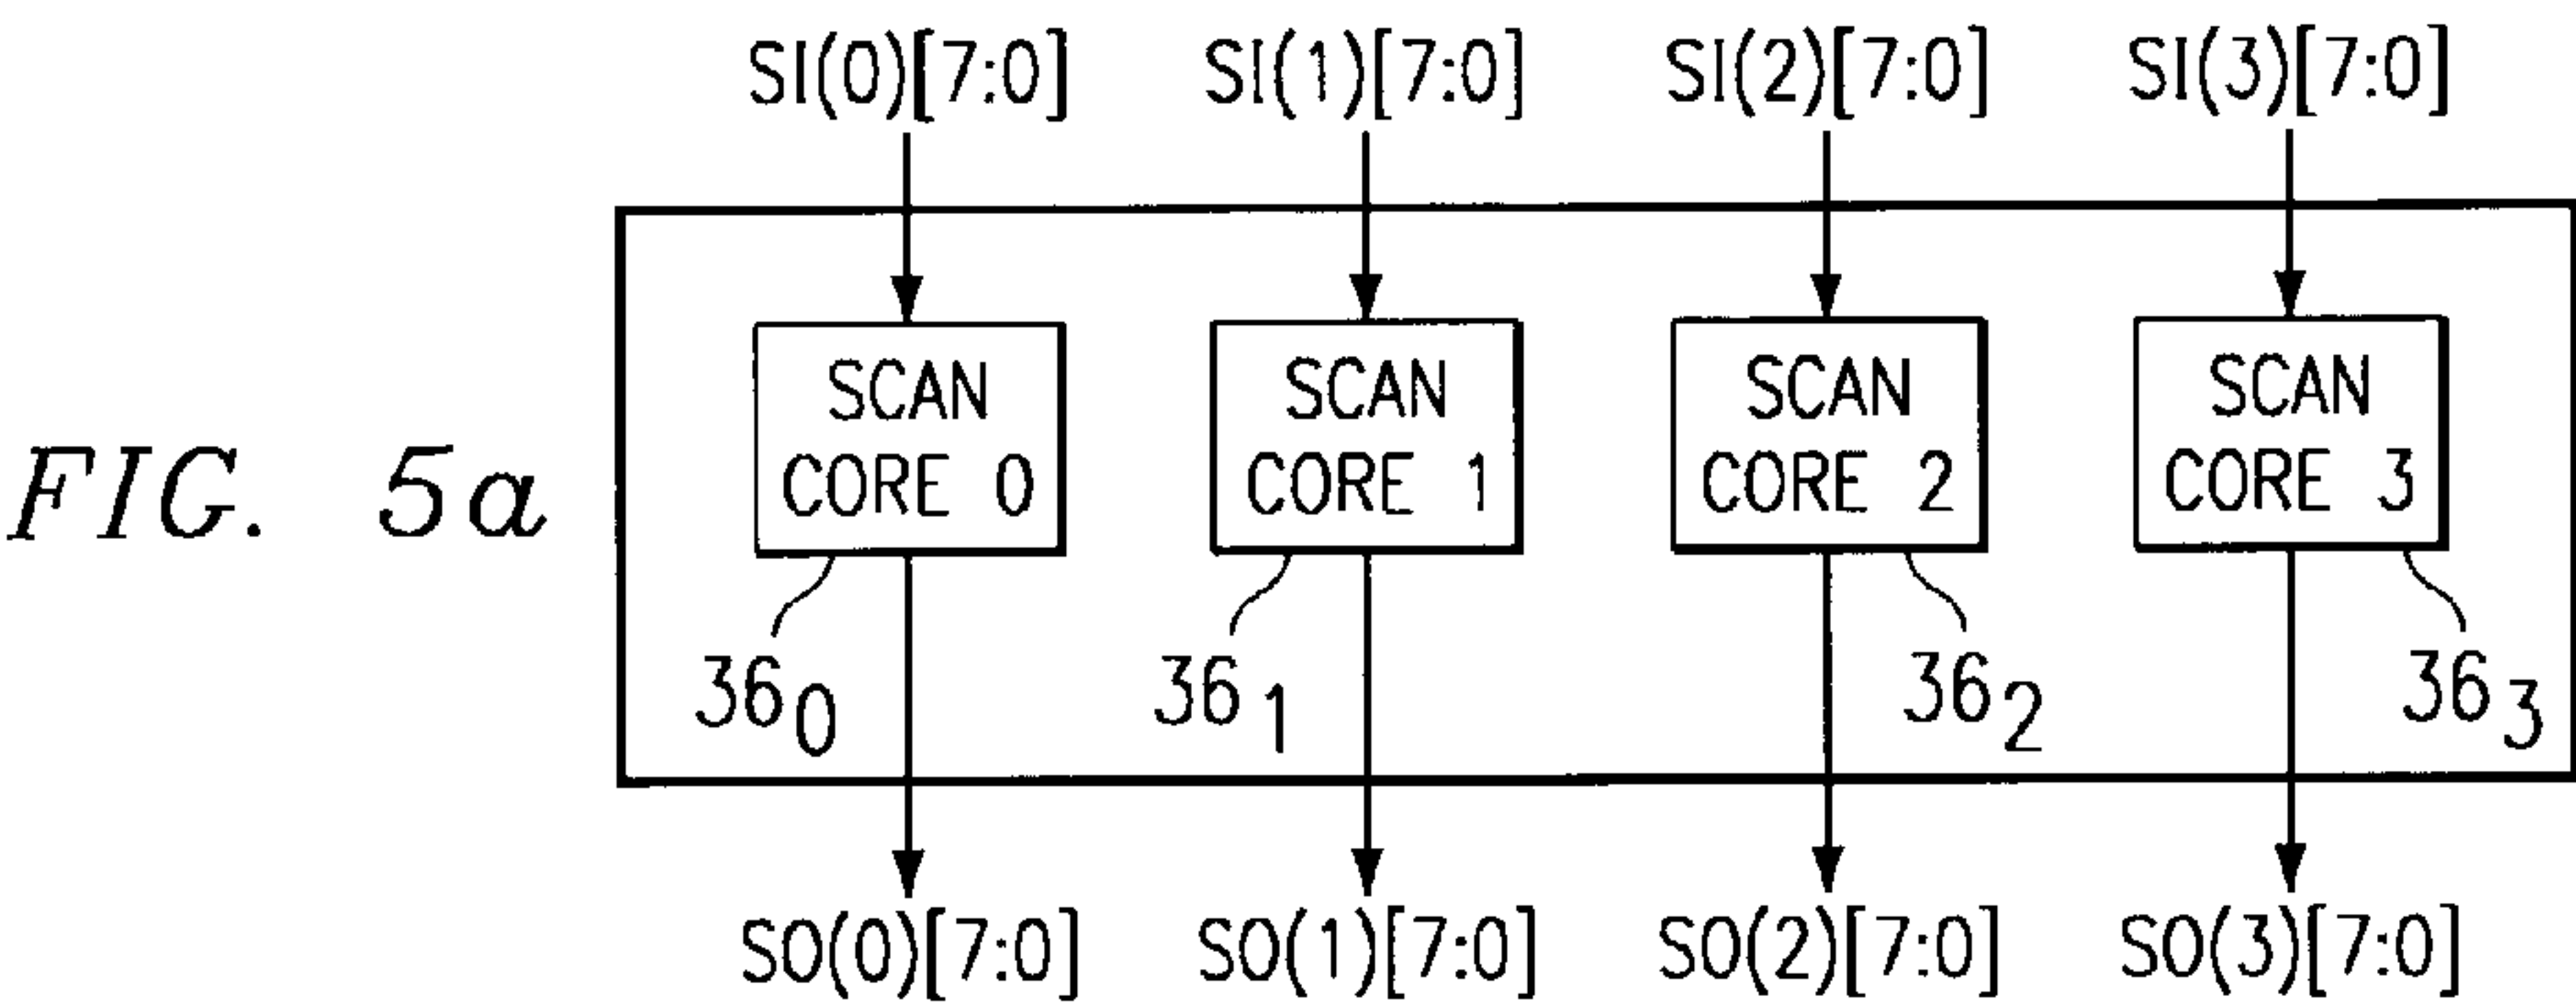 SI(0)[7:0] SI(1)[7:0] SI(2)[7:0] SI(3)[7:0]
SCAN CORE 0
SCAN CORE 1
SCAN CORE 2
SCAN CORE 3
FIG. 5a
36₀ 36₁ 36₂ 36₃
SO(0)[7:0] SO(1)[7:0] SO(2)[7:0] SO(3)[7:0]